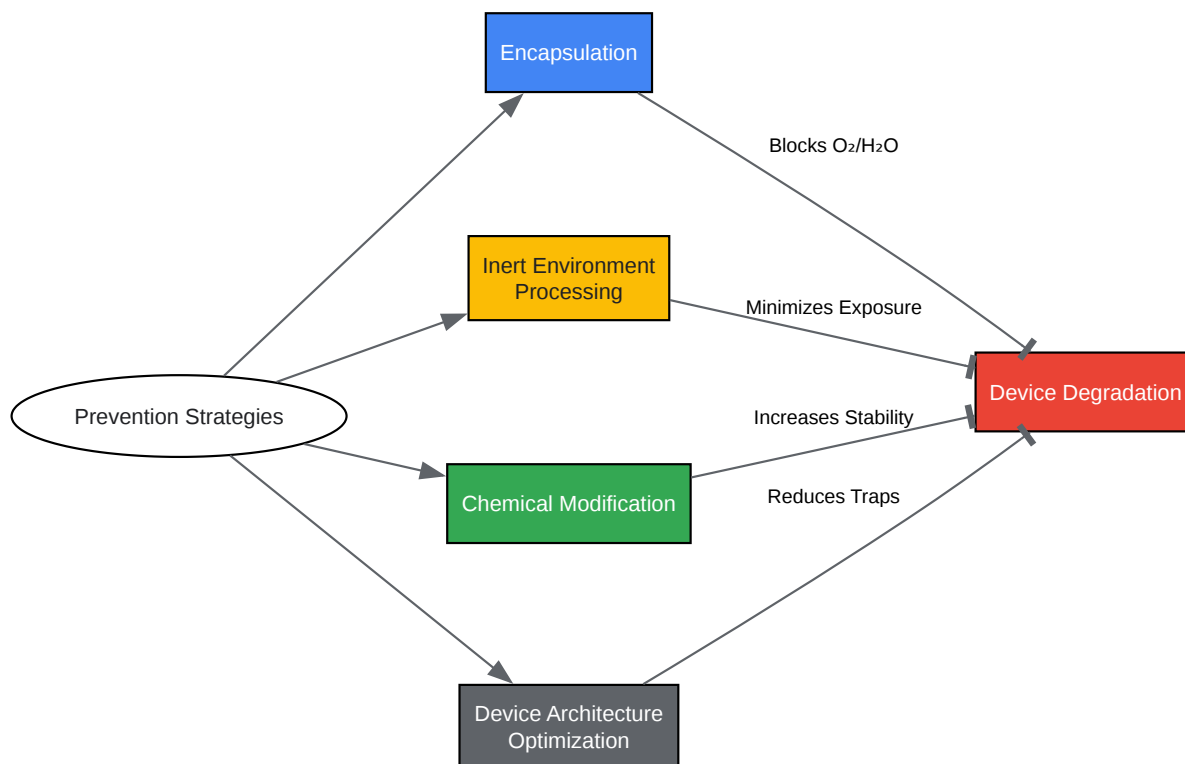 Encapsulation
Blocks O₂/H₂O
Inert Environment
Processing
Minimizes Exposure
Device Degradation
Prevention Strategies
Increases Stability
Chemical Modification
Reduces Traps
Device Architecture
Optimization